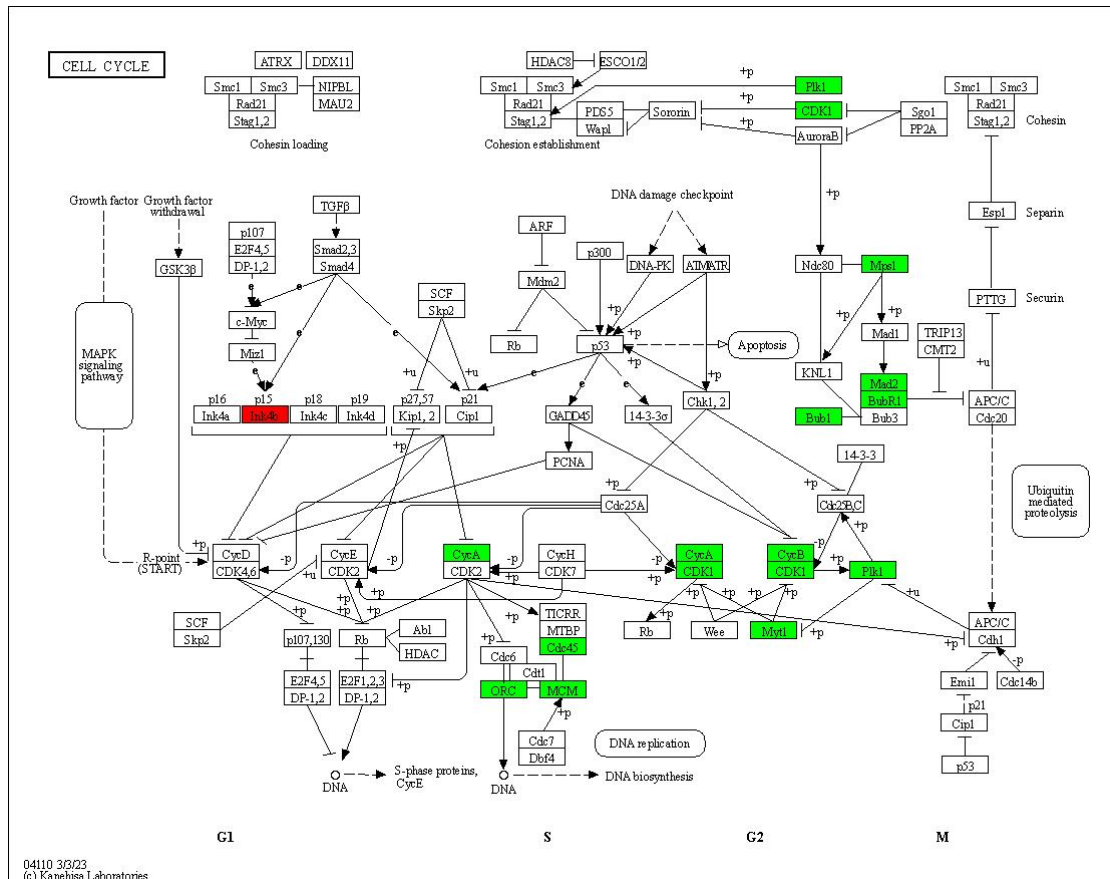 CELL CYCLE
ATRX
DDX11
Smc1
Smc3
NIPBL
MAU2
Rad21
Stag1,2
Cohesin loading
HDAC8
ESCO1/2
Smc1
Smc3
Rad21
Stag1,2
PDS5
Wapl
Sororin
Cohesion establishment
+p
Plk1
+p
CDK1
+p
AuroraB
Sgo1
PP2A
Smc1
Smc3
Rad21
Stag1,2
Cohesin
Growth factor
Growth factor
withdrawal
GSK3β
p107
E2F4,5
DP-1,2
e
c-Myc
Miz1
e
TGFβ
Smad2,3
Smad4
e
e
SCF
Skp2
+u
+u
ARF
Mdm2
Rb
p300
DNA damage checkpoint
DNA-PK
ATM
ATR
+p
+p
+p
+p
p53
Apoptosis
e
e
e
+p
Ndc80
Mps1
+p
+p
Mad1
KNL1
Mad2
BubR1
Bub1
Bub3
TRIP13
CMT2
Esp1
Separin
PTTG
Securin
+u
APC/C
Cdc20
MAPK
signaling
pathway
p16
Ink4a
p15
Ink4b
p18
Ink4c
p19
Ink4d
p27,57
Kip1, 2
p21
Cip1
+p
GADD45
14-3-3σ
Chk1, 2
PCNA
+p
Cdc25A
+p
14-3-3
Cdc25B,C
Ubiquitin
mediated
proteolysis
R-point
(START)
+p
CycD
CDK4,6
-p
+u
CycE
CDK2
-p
CycA
CDK2
-p
+p
CycH
CDK7
-p
+p
CycA
CDK1
-p
CycB
CDK1
+p
+p
Plk1
+u
SCF
Skp2
+p
+p
+p
p107,130
Rb
Abl
HDAC
E2F4,5
DP-1,2
E2F1,2,3
DP-1,2
+p
+p
Cdc6
Cdt1
ORC
MCM
TICRR
MTBP
Cdc45
+p
Cdc7
Dbf4
+p
Rb
Wee
Myt1
+p
+p
APC/C
Cdh1
-p
Emi1
Cdc14b
p21
Cip1
p53
DNA replication
DNA
S-phase proteins,
CycE
DNA
DNA biosynthesis
G1
S
G2
M
04110 3/3/23
(c) Kanehisa Laboratories